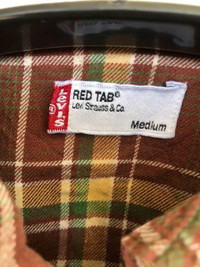 LEVI'S
®
RED TAB©
Levi Strauss & Co.
Medium